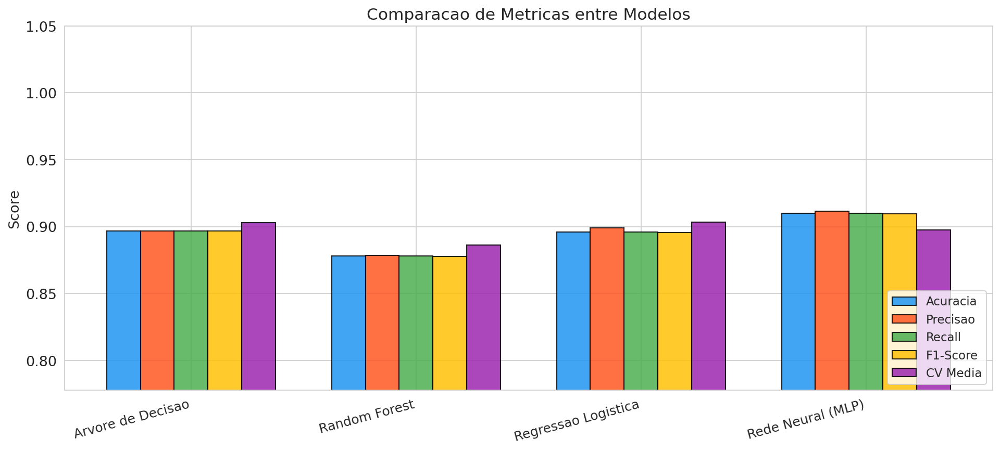 Comparacao de Metricas entre Modelos
1.05
1.00
0.95
0.90
0.85
0.80
Score
Arvore de Decisao
Random Forest
Regressao Logistica
Rede Neural (MLP)
Acuracia
Precisao
Recall
F1-Score
CV Media